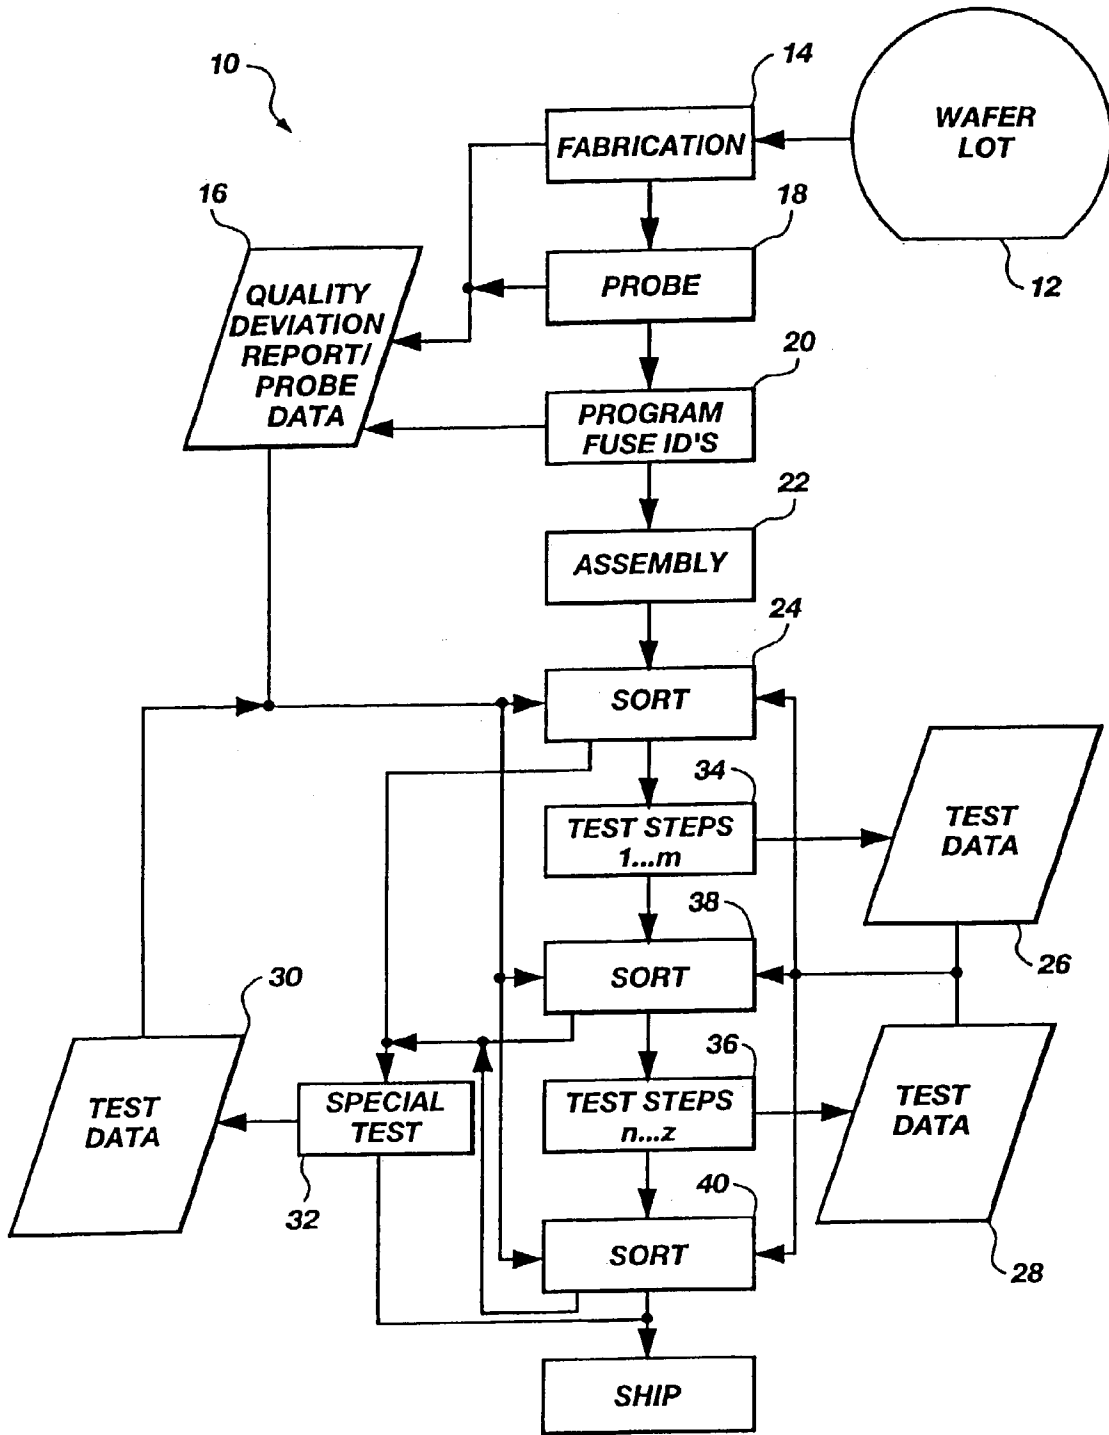 10
14
WAFER
LOT
FABRICATION
12
16
18
QUALITY
DEVIATION
REPORT/
PROBE
DATA
PROBE
20
PROGRAM
FUSE ID'S
22
ASSEMBLY
24
SORT
34
TEST STEPS
1...m
TEST
DATA
26
38
SORT
30
TEST
DATA
36
SPECIAL
TEST
32
TEST STEPS
n...z
TEST
DATA
28
40
SORT
SHIP